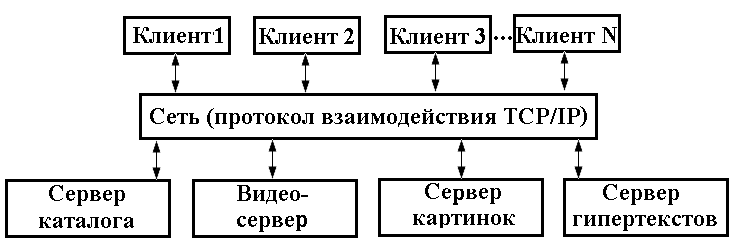 Клиент1 Клиент 2 Клиент 3 ... Клиент N
Сеть (протокол взаимодействия TCP/IP)
Сервер
каталога
Видео-
сервер
Сервер
картинок
Сервер
гипертекстов